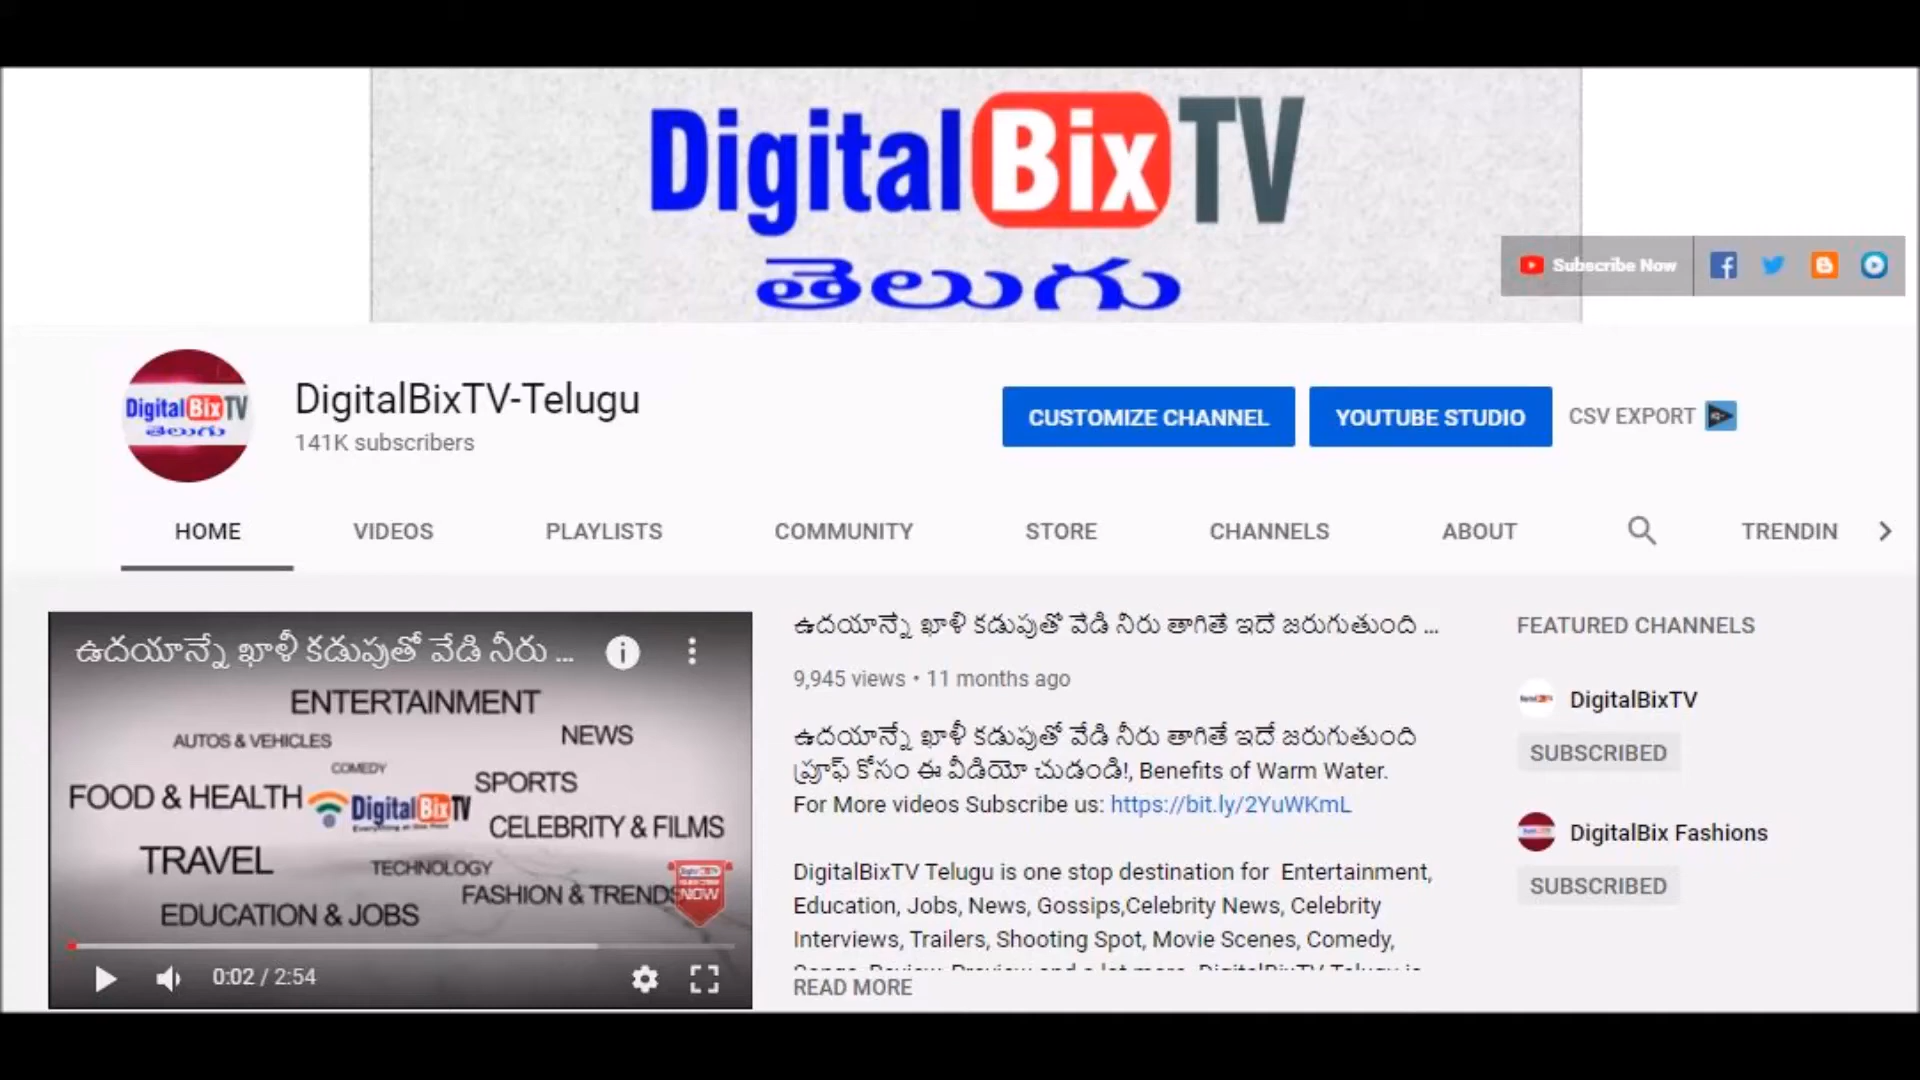 DigitalBixTV
తెలుగు
Subscribe Now
DigitalBixTV
తెలుగు
DigitalBixTV-Telugu
141K subscribers
CUSTOMIZE CHANNEL
YOUTUBE STUDIO
CSV EXPORT
HOME
VIDEOS
PLAYLISTS
COMMUNITY
STORE
CHANNELS
ABOUT
TRENDIN
ఉదయాన్నే ఖాళీ కడుపుతో వేడి నీరు ...
ENTERTAINMENT
AUTOS & VEHICLES
NEWS
COMEDY
FOOD & HEALTH
SPORTS
DigitalBixTV
CELEBRITY & FILMS
TRAVEL
TECHNOLOGY
FASHION & TRENDS
NOW
EDUCATION & JOBS
0:02 / 2:54
ఉదయాన్నే ఖాళి కడుపుతో వేడి నీరు తాగితే ఇదే జరుగుతుంది ...
9,945 views • 11 months ago
ఉదయాన్నే ఖాళీ కడుపుతో వేడి నీరు తాగితే ఇదే జరుగుతుంది
ప్రూఫ్ కోసం ఈ వీడియో చుడండి!, Benefits of Warm Water.
For More videos Subscribe us: https://bit.ly/2YuWKmL
DigitalBixTV Telugu is one stop destination for Entertainment,
Education, Jobs, News, Gossips,Celebrity News, Celebrity
Interviews, Trailers, Shooting Spot, Movie Scenes, Comedy,
READ MORE
FEATURED CHANNELS
DigitalBixTV
SUBSCRIBED
DigitalBix Fashions
SUBSCRIBED